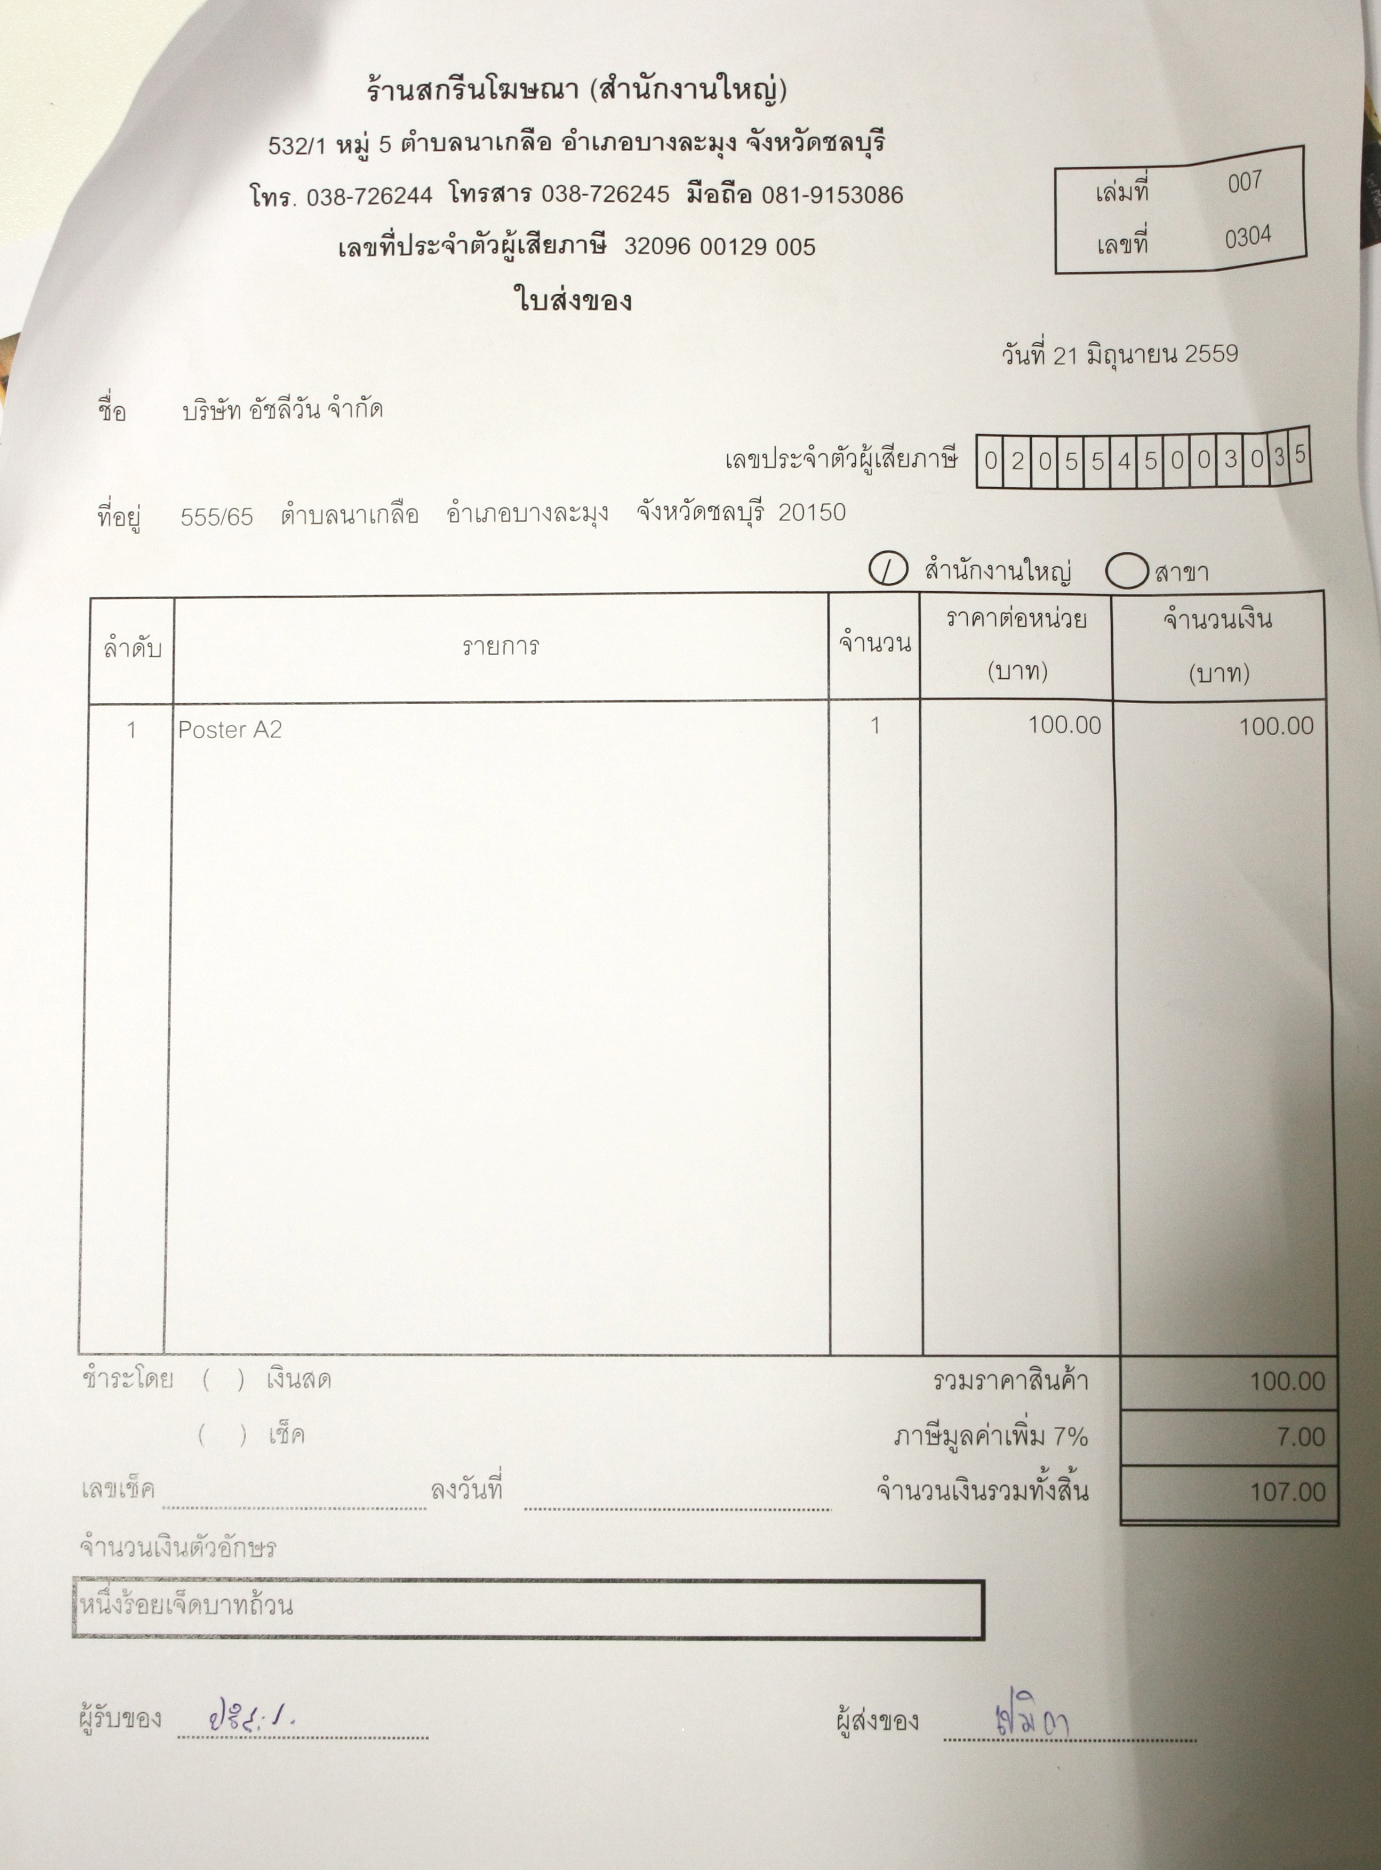 ร้านสกรีนโฆษณา (สำนักงานใหญ่)
532/1 หมู่ 5 ตำบลนาเกลือ อำเภอบางละมุง จังหวัดชลบุรี
โทร. 038-726244 โทรสาร 038-726245 มือถือ 081-9153086
เล่มที่ 007
เลขที่ 0304
เลขที่ประจำตัวผู้เสียภาษี 32096 00129 005
ใบส่งของ
วันที่ 21 มิถุนายน 2559
ชื่อ บริษัท อัชลีวัน จำกัด
เลขประจำตัวผู้เสียภาษี 0 2 0 5 5 4 5 0 0 3 0 3 5
ที่อยู่ 555/65 ตำบลนาเกลือ อำเภอบางละมุง จังหวัดชลบุรี 20150
/ สำนักงานใหญ่ สาขา
ลำดับ รายการ จำนวน ราคาต่อหน่วย (บาท) จำนวนเงิน (บาท)
1 Poster A2 1 100.00 100.00
ชำระโดย ( ) เงินสด รวมราคาสินค้า 100.00
( ) เช็ค ภาษีมูลค่าเพิ่ม 7% 7.00
เลขเช็ค ลงวันที่ จำนวนเงินรวมทั้งสิ้น 107.00
จำนวนเงินตัวอักษร
หนึ่งร้อยเจ็ดบาทถ้วน
ผู้รับของ ผู้ส่งของ